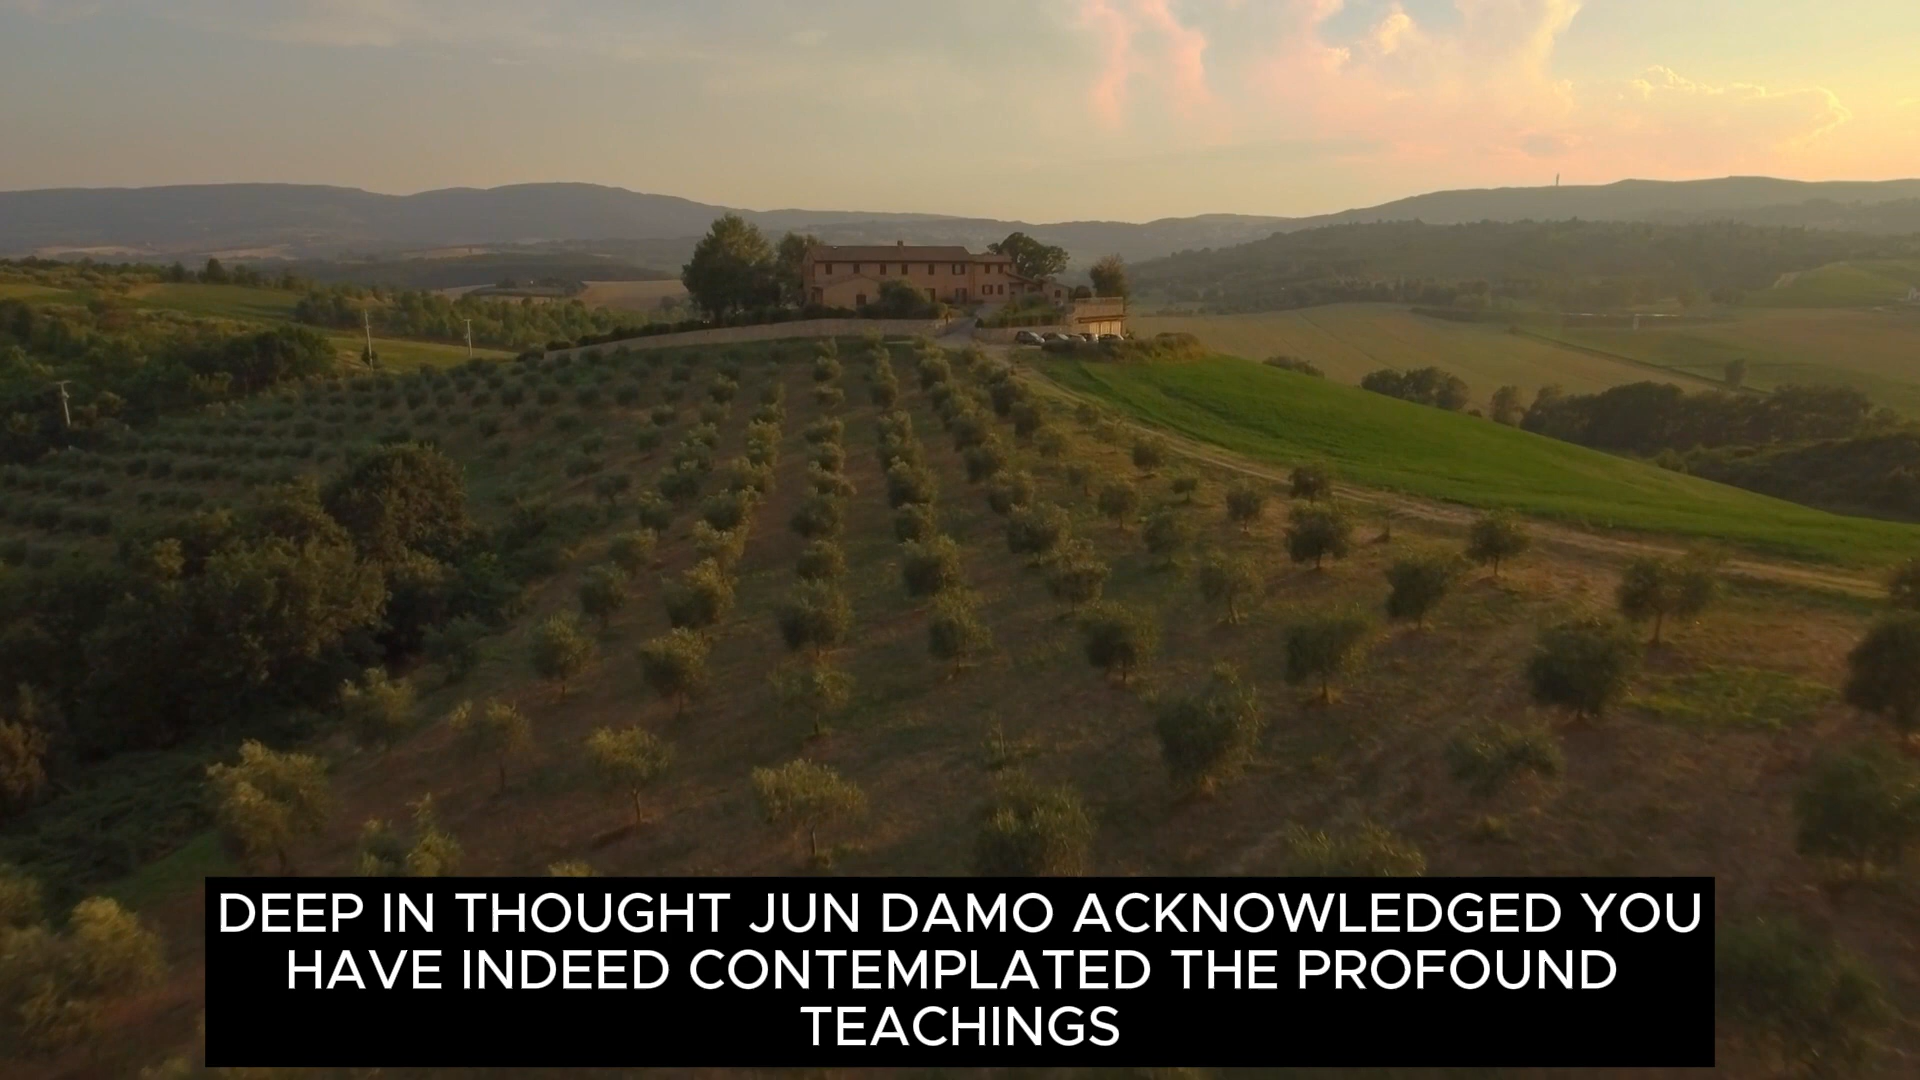 DEEP IN THOUGHT JUN DAMO ACKNOWLEDGED YOU
HAVE INDEED CONTEMPLATED THE PROFOUND
TEACHINGS